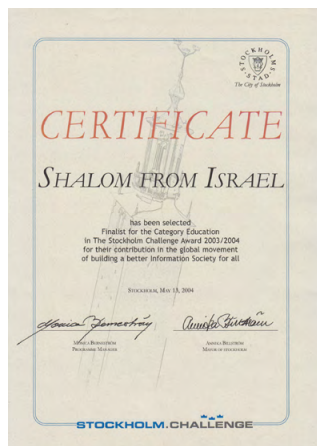 STOCKHOLMS STAD
The City of Stockholm
CERTIFICATE
SHALOM FROM ISRAEL
has been selected
Finalist for the Category Education
in The Stockholm Challenge Award 2003/2004
for their contribution in the global movement
of building a better Information Society for all
STOCKHOLM, MAY 13, 2004
PROGRAMME MANAGER
MAYOR OF STOCKHOLM
STOCKHOLM CHALLENGE